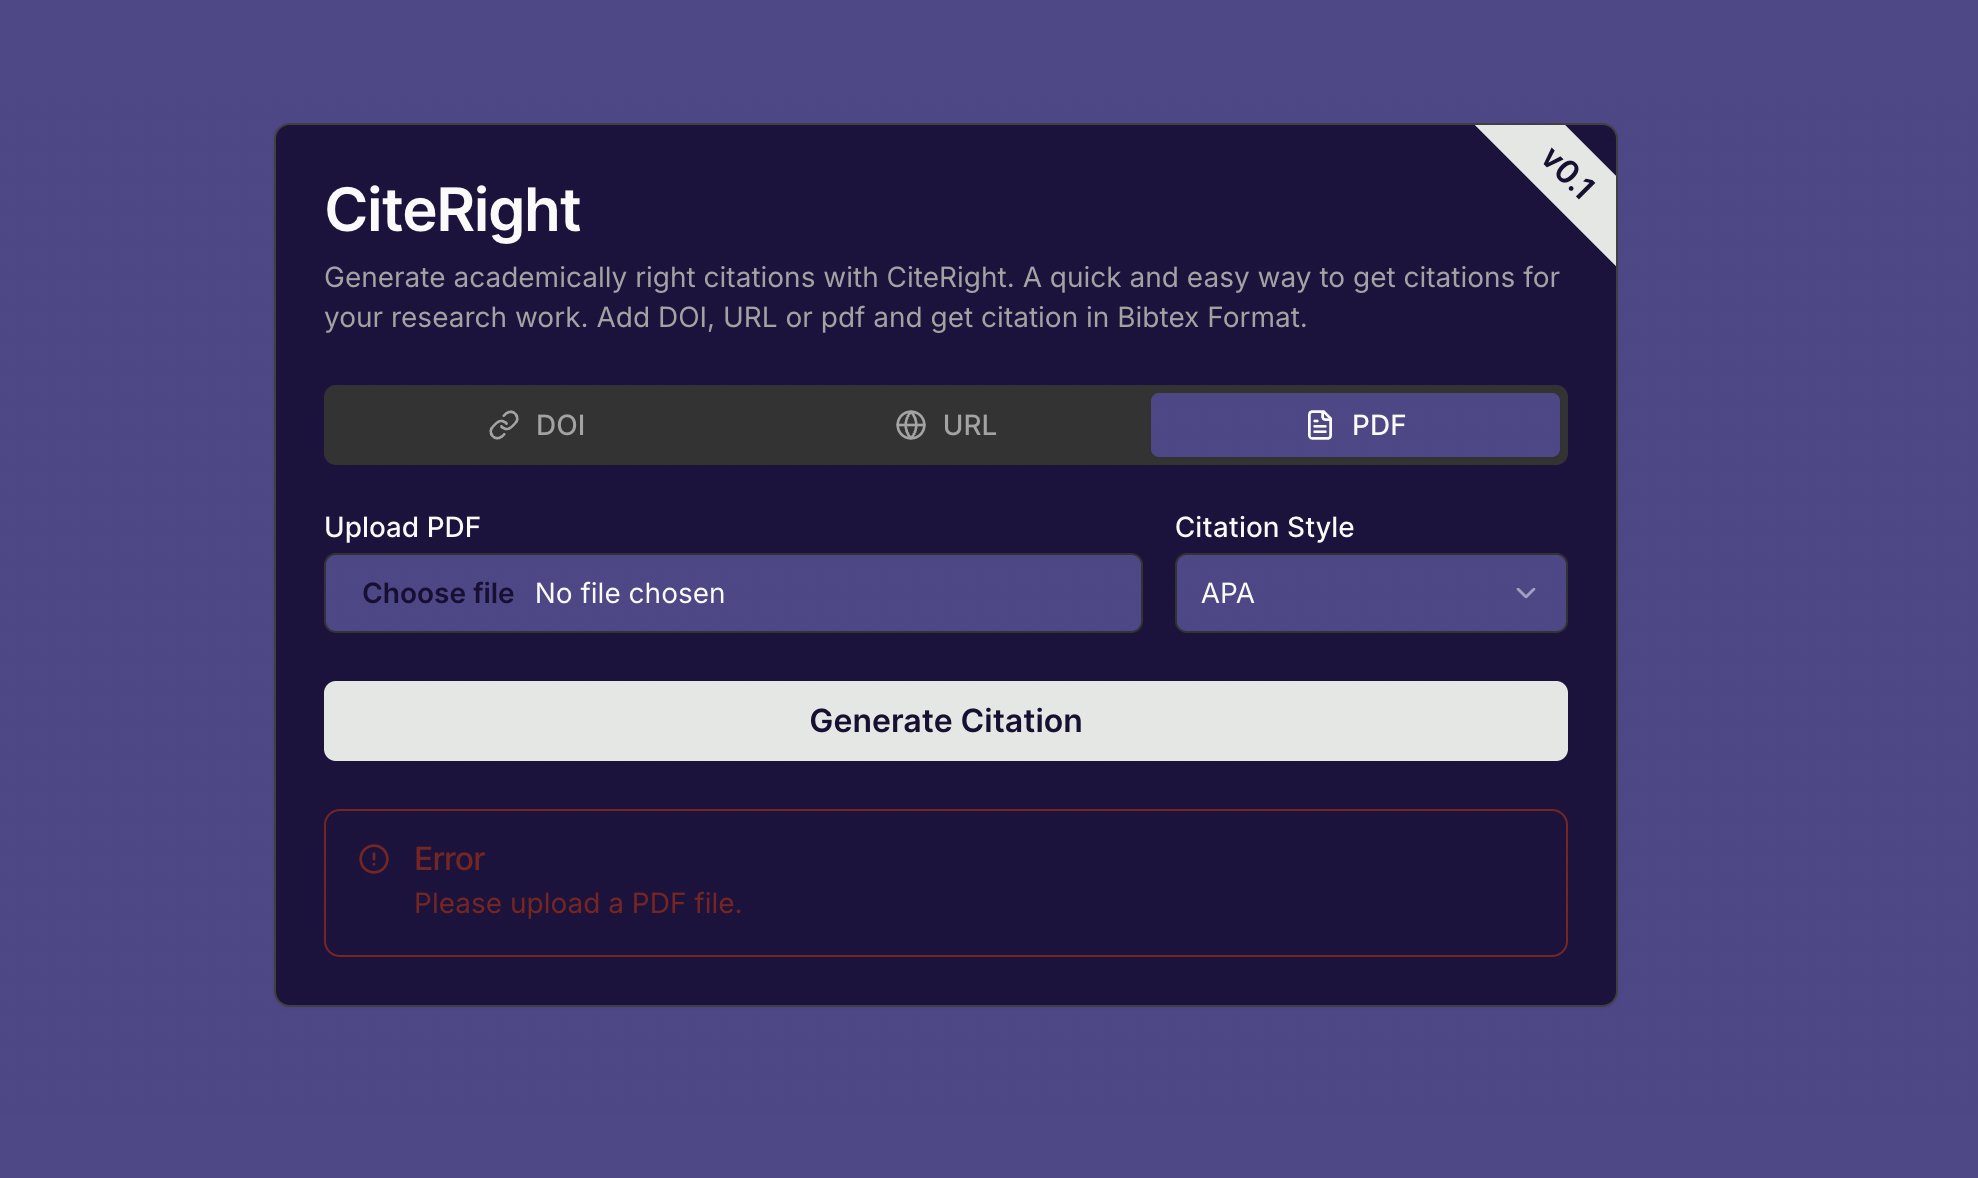 v0.1
CiteRight
Generate academically right citations with CiteRight. A quick and easy way to get citations for
your research work. Add DOI, URL or pdf and get citation in Bibtex Format.
DOI URL PDF
Upload PDF Citation Style
Choose file No file chosen APA
Generate Citation
Error
Please upload a PDF file.